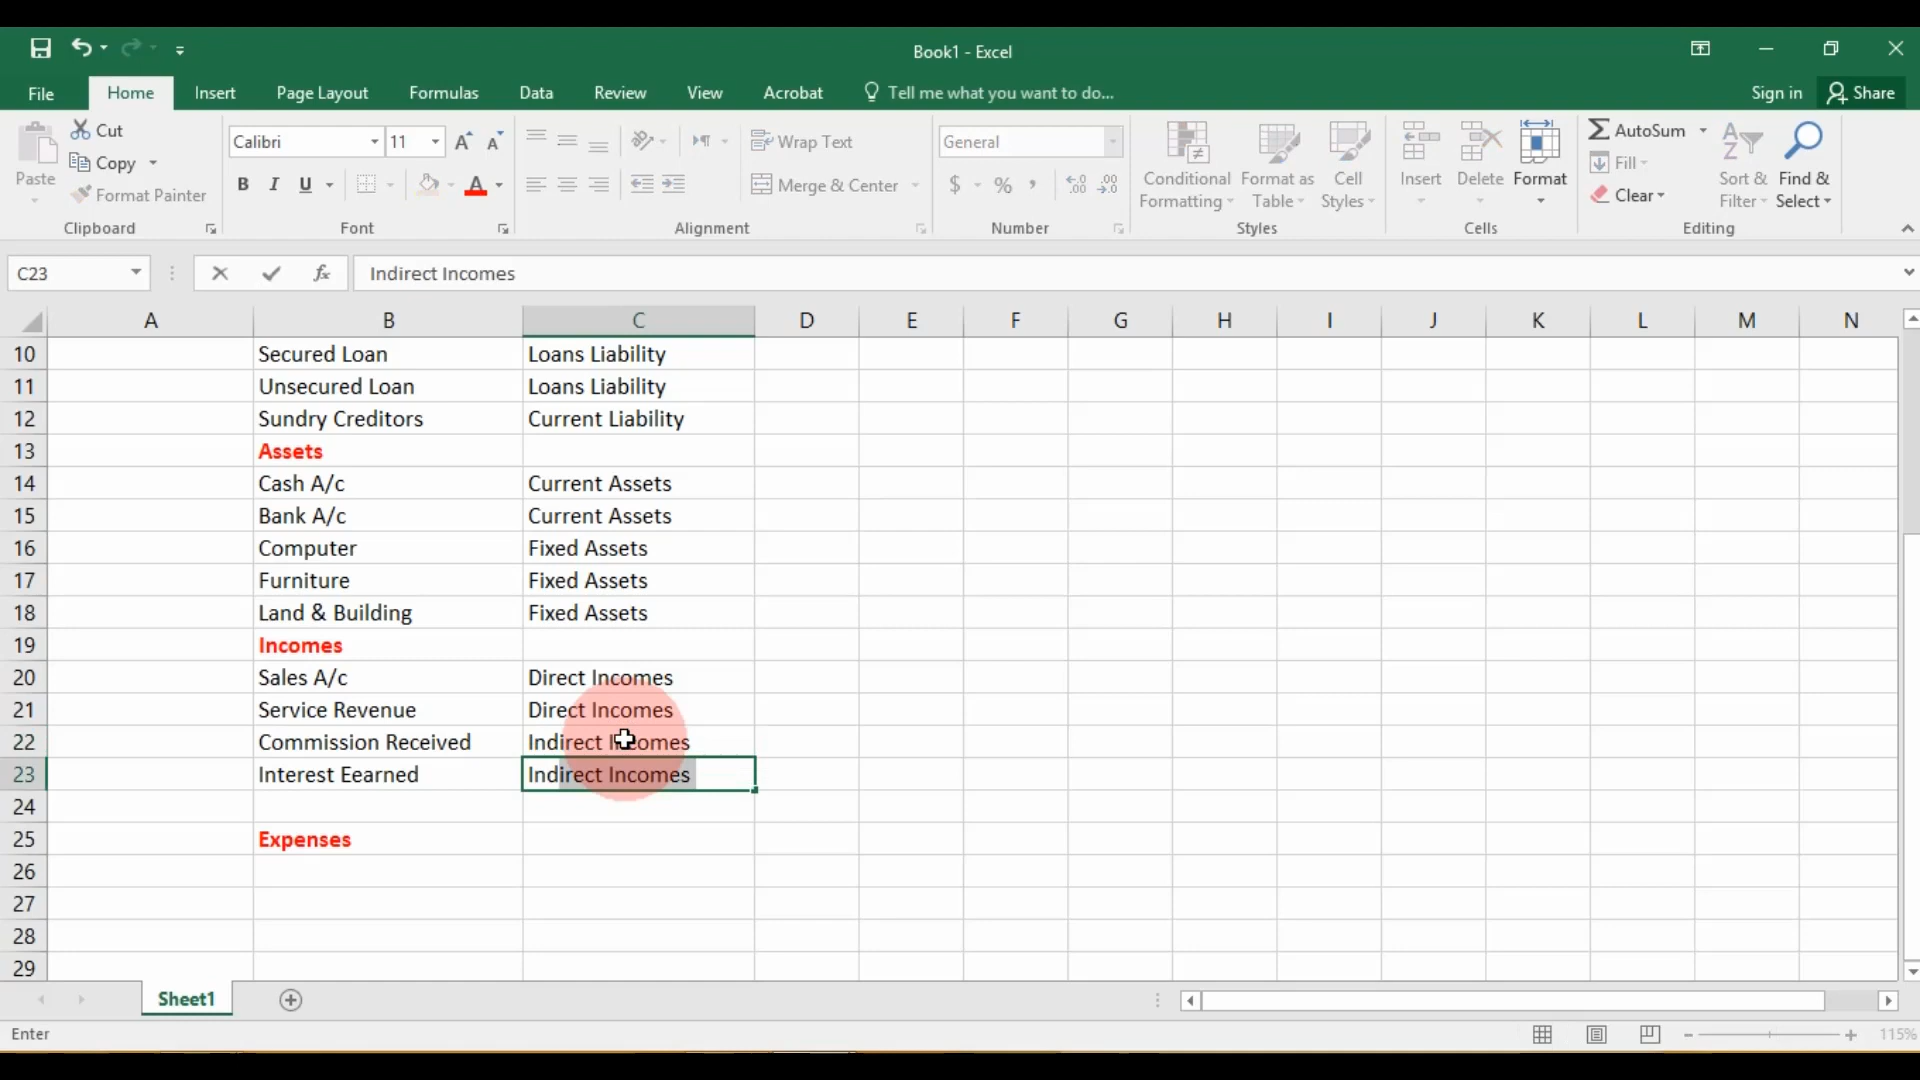 Book1 - Excel
File Home Insert Page Layout Formulas Data Review View Acrobat Tell me what you want to do... Sign in Share
Paste
Cut
Copy
Format Painter
Clipboard
Calibri 11
B I U A
Font
Wrap Text
Merge & Center
Alignment
General
$ % ,
Number
Conditional Formatting
Format as Table
Cell Styles
Styles
Insert
Delete
Format
Cells
AutoSum
Fill
Clear
Sort & Filter
Find & Select
Editing
C23 fx Indirect Incomes
A B C D E F G H I J K L M N
10 Secured Loan Loans Liability
11 Unsecured Loan Loans Liability
12 Sundry Creditors Current Liability
13 Assets
14 Cash A/c Current Assets
15 Bank A/c Current Assets
16 Computer Fixed Assets
17 Furniture Fixed Assets
18 Land & Building Fixed Assets
19 Incomes
20 Sales A/c Direct Incomes
21 Service Revenue Direct Incomes
22 Commission Received Indirect Incomes
23 Interest Eearned Indirect Incomes
24
25 Expenses
26
27
28
29
Sheet1
Enter 115%